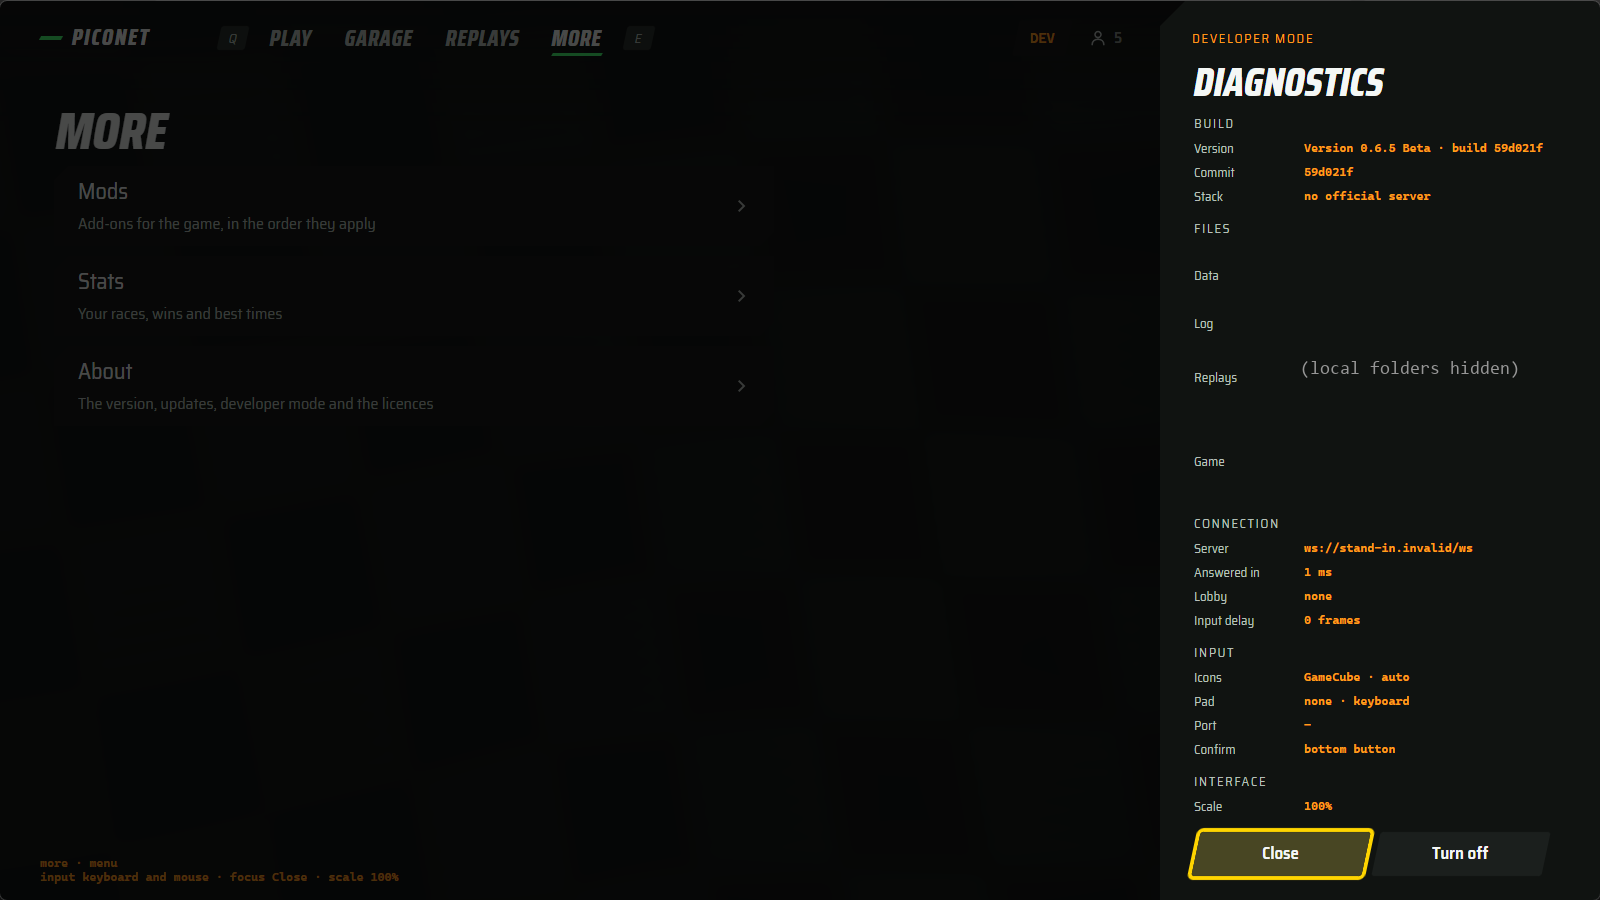 PICONET
Q
PLAY
GARAGE
REPLAYS
MORE
E
DEV
5
MORE
Mods
Add-ons for the game, in the order they apply
Stats
Your races, wins and best times
About
The version, updates, developer mode and the licences
more · menu
input keyboard and mouse · focus Close · scale 100%
DEVELOPER MODE
DIAGNOSTICS
BUILD
Version Version 0.6.5 Beta · build 59d021f
Commit 59d021f
Stack no official server
FILES
Data
Log
Replays (local folders hidden)
Game
CONNECTION
Server ws://stand-in.invalid/ws
Answered in 1 ms
Lobby none
Input delay 0 frames
INPUT
Icons GameCube · auto
Pad none · keyboard
Port –
Confirm bottom button
INTERFACE
Scale 100%
Close
Turn off